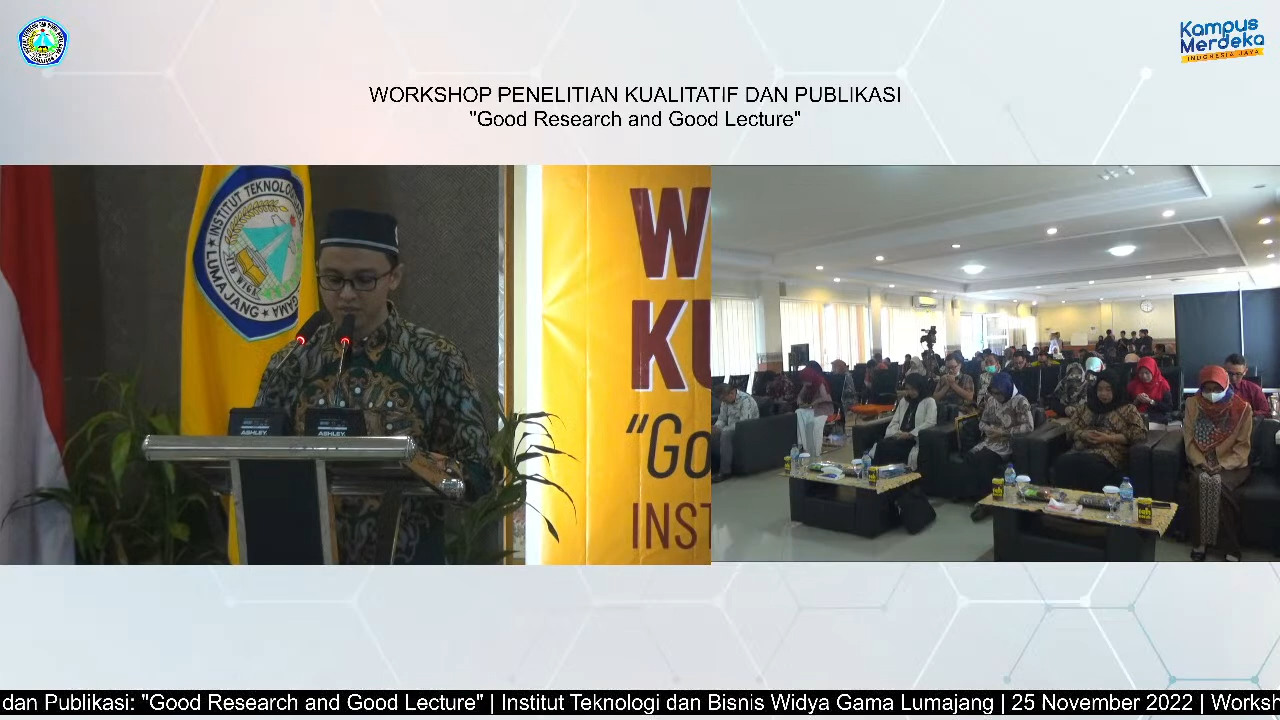 Kampus
Merdeka
INDONESIA JAYA
WORKSHOP PENELITIAN KUALITATIF DAN PUBLIKASI
"Good Research and Good Lecture"
INSTITUT TEKNOLOGI
GAMA
LUMAJANG
W
KU
"Go
INST
ASHLEY
ASHLEY
dan Publikasi: "Good Research and Good Lecture" | Institut Teknologi dan Bisnis Widya Gama Lumajang | 25 November 2022 | Worksh